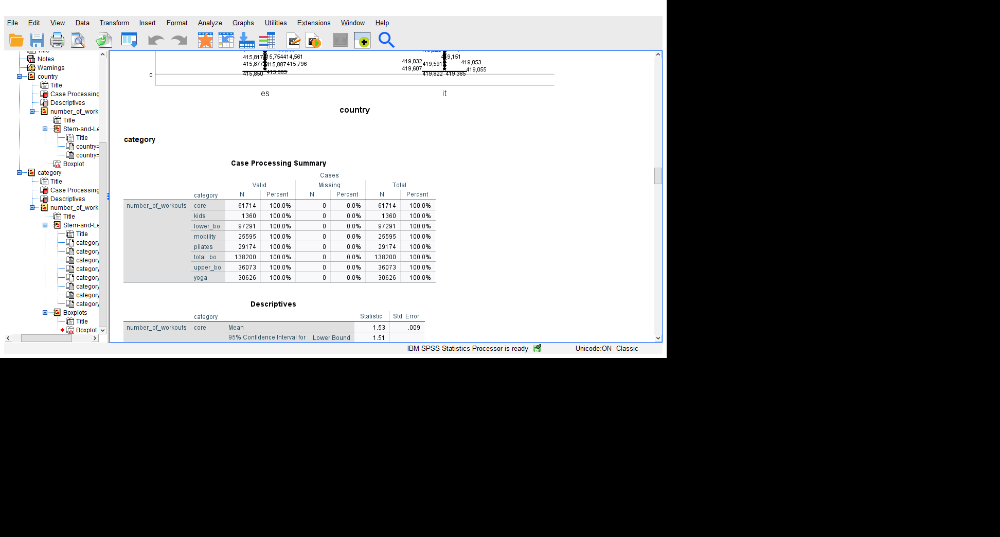 File Edit View Data Transform Insert Format Analyze Graphs Utilities Extensions Window Help
Title
Notes
Warnings
country
Title
Case Processing
Descriptives
number_of_work
Title
Stem-and-Le
Title
country=
country=
Boxplot
category
Title
Case Processing
Descriptives
number_of_work
Title
Stem-and-Le
Title
category
category
category
category
category
category
category
category
Boxplots
Title
Boxplot
415,817 15,754 414,561
415,877 415,887 415,796
415,850 415,883
419,151
419,032 419,591 419,053
419,607 419,055
419,822 419,385
0
es it
country
category
Case Processing Summary
Cases
Valid Missing Total
category N Percent N Percent N Percent
number_of_workouts core 61714 100.0% 0 0.0% 61714 100.0%
kids 1360 100.0% 0 0.0% 1360 100.0%
lower_bo 97291 100.0% 0 0.0% 97291 100.0%
mobility 25595 100.0% 0 0.0% 25595 100.0%
pilates 29174 100.0% 0 0.0% 29174 100.0%
total_bo 138200 100.0% 0 0.0% 138200 100.0%
upper_bo 36073 100.0% 0 0.0% 36073 100.0%
yoga 30626 100.0% 0 0.0% 30626 100.0%
Descriptives
category Statistic Std. Error
number_of_workouts core Mean 1.53 .009
95% Confidence Interval for Lower Bound 1.51
IBM SPSS Statistics Processor is ready Unicode:ON Classic